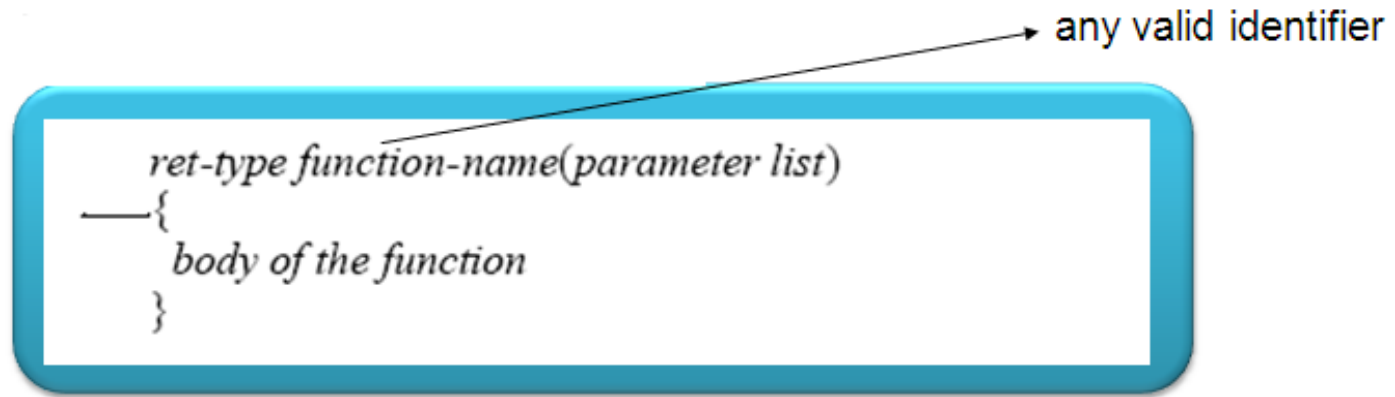 any valid identifier
ret-type function-name(parameter list)
{
body of the function
}